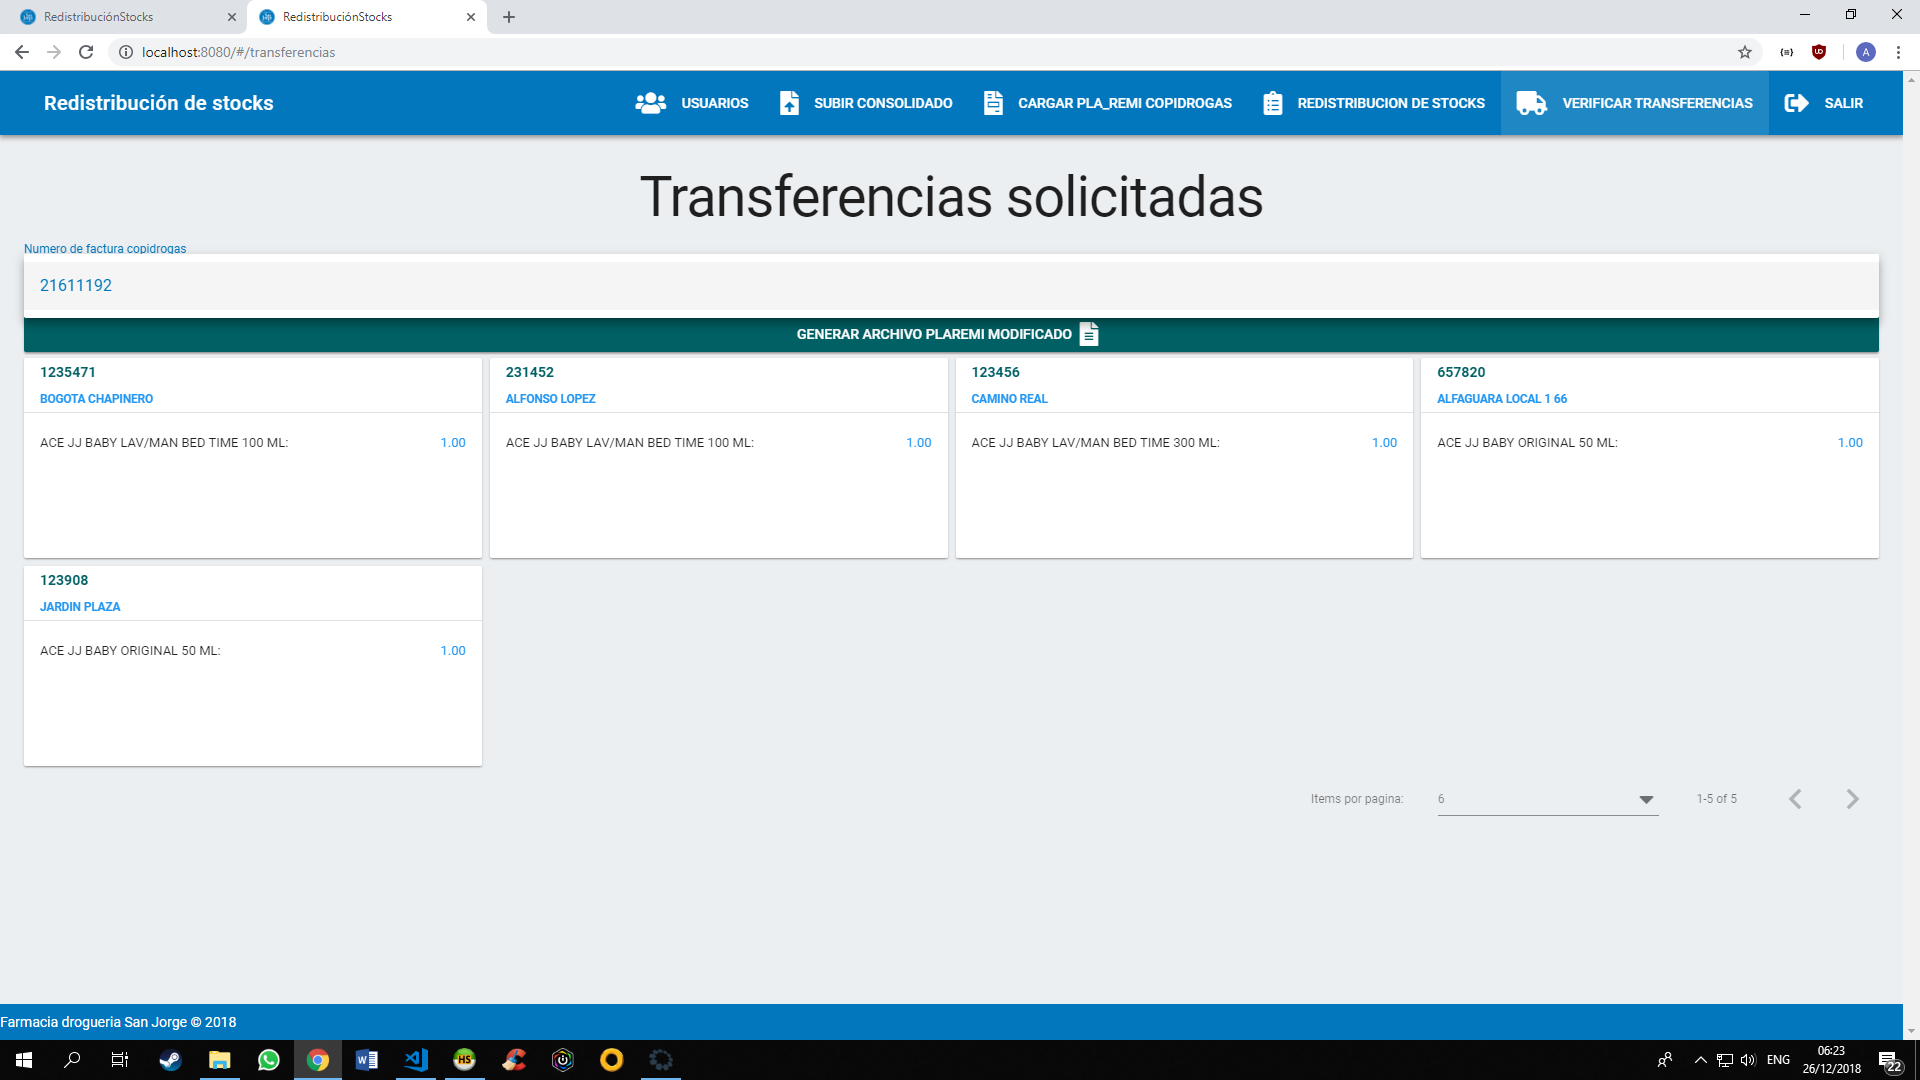 RedistribuciónStocks
RedistribuciónStocks
localhost:8080/#/transferencias
A
Redistribución de stocks
USUARIOS
SUBIR CONSOLIDADO
CARGAR PLA_REMI COPIDROGAS
REDISTRIBUCION DE STOCKS
VERIFICAR TRANSFERENCIAS
SALIR
Transferencias solicitadas
Numero de factura copidrogas
21611192
GENERAR ARCHIVO PLAREMI MODIFICADO
1235471
BOGOTA CHAPINERO
ACE JJ BABY LAV/MAN BED TIME 100 ML: 1.00
231452
ALFONSO LOPEZ
ACE JJ BABY LAV/MAN BED TIME 100 ML: 1.00
123456
CAMINO REAL
ACE JJ BABY LAV/MAN BED TIME 300 ML: 1.00
657820
ALFAGUARA LOCAL 1 66
ACE JJ BABY ORIGINAL 50 ML: 1.00
123908
JARDIN PLAZA
ACE JJ BABY ORIGINAL 50 ML: 1.00
Items por pagina: 6 1-5 of 5
Farmacia drogueria San Jorge © 2018
HS
ENG
06:23
26/12/2018
22